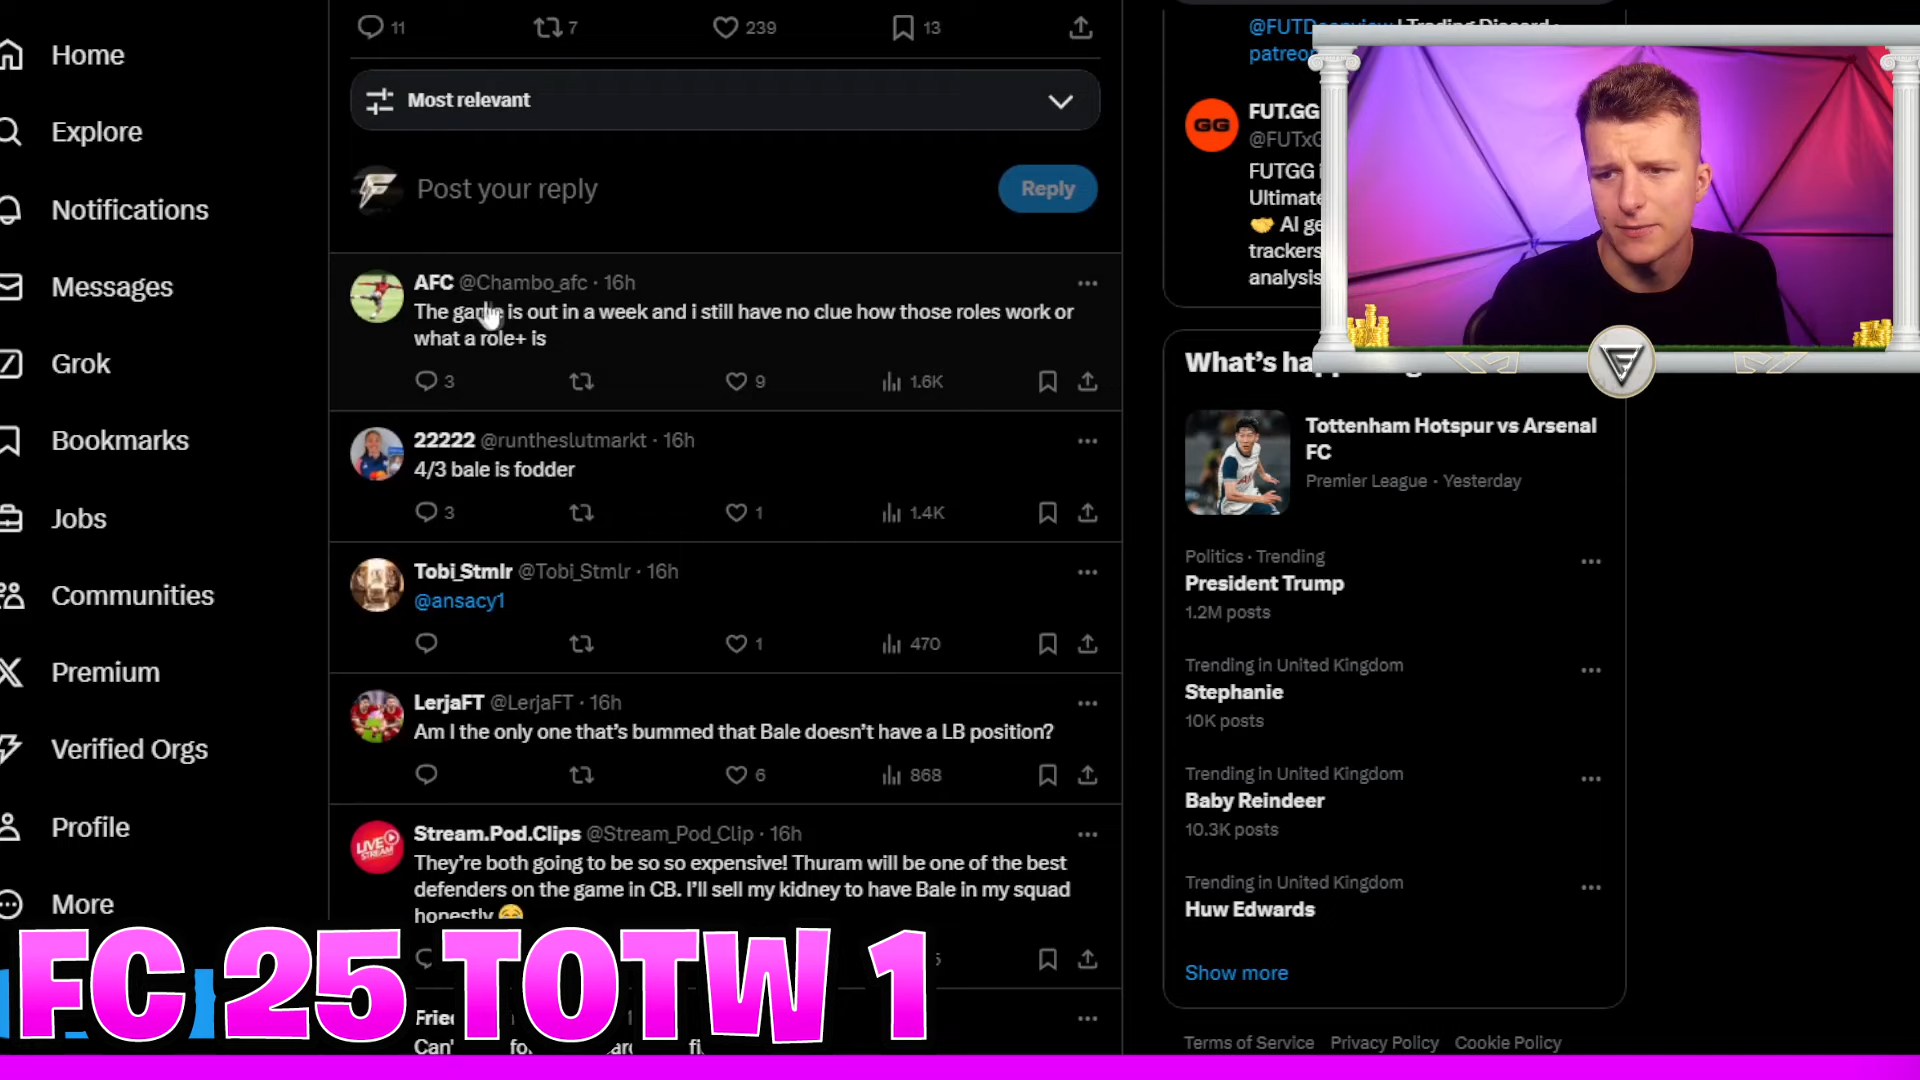 Home
Explore
Notifications
Messages
Grok
Bookmarks
Jobs
Communities
Premium
Verified Orgs
Profile
More
11 7 239 13
Most relevant
Post your reply
Reply
AFC @Chambo_afc · 16h
The game is out in a week and i still have no clue how those roles work or
what a role+ is
3 9 1.6K
22222 @runtheslutmarkt · 16h
4/3 bale is fodder
3 1 1.4K
Tobi_Stmlr @Tobi_Stmlr · 16h
@ansacy1
1 470
LerjaFT @LerjaFT · 16h
Am I the only one that's bummed that Bale doesn't have a LB position?
6 868
LIVE
Stream.Pod.Clips @Stream_Pod_Clip · 16h
They're both going to be so so expensive! Thuram will be one of the best
defenders on the game in CB. I'll sell my kidney to have Bale in my squad
honestly 😂
FC 25 TOTW 1
Trading Discord
patreo
GG
FUT.GG
FUTGG
Ultimat
🤝 AI ge
trackers
analysis
What's ha
Tottenham Hotspur vs Arsenal
FC
Premier League · Yesterday
Politics · Trending
President Trump
1.2M posts
Trending in United Kingdom
Stephanie
10K posts
Trending in United Kingdom
Baby Reindeer
10.3K posts
Trending in United Kingdom
Huw Edwards
Show more
Terms of Service Privacy Policy Cookie Policy